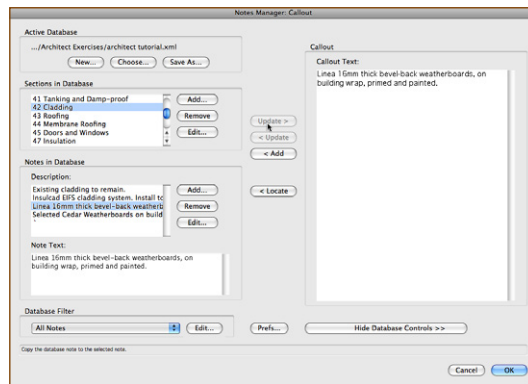 Notes Manager: Callout
Active Database
.../Architect Exercises/architect tutorial.xml
New... Choose... Save As...
Sections in Database
41 Tanking and Damp-proof
42 Cladding
43 Roofing
44 Membrane Roofing
45 Doors and Windows
47 Insulation
Add...
Remove
Edit...
Notes in Database
Description:
Existing cladding to remain.
Insulcad EIFS cladding system. Install to
Linea 16mm thick bevel-back weatherb
Selected Cedar Weatherboards on build
Add...
Remove
Edit...
Note Text:
Linea 16mm thick bevel-back weatherboards, on
building wrap, primed and painted.
Database Filter
All Notes Edit...
Update >
< Update
< Add
< Locate
Callout
Callout Text:
Linea 16mm thick bevel-back weatherboards, on
building wrap, primed and painted.
Prefs... Hide Database Controls >>
Copy the database note to the selected note.
Cancel OK